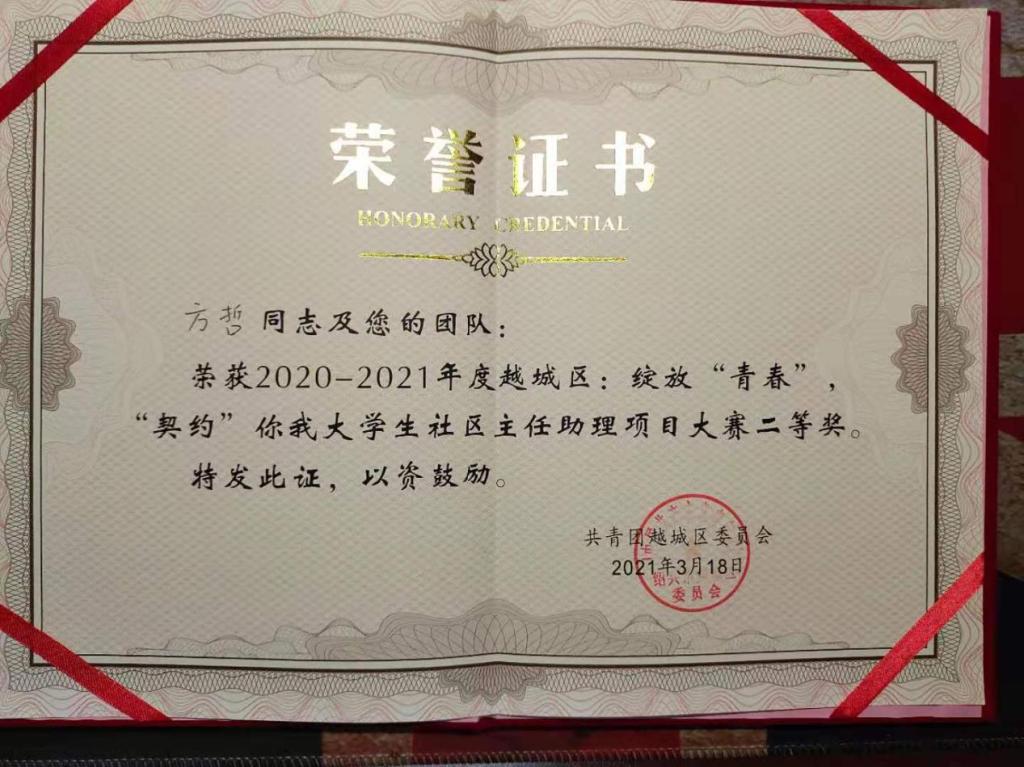 荣誉证书
HONORARY CREDENTIAL
方哲同志及您的团队：
荣获2020-2021年度越城区：绽放“青春”，
“契约”你我大学生社区主任助理项目大赛二等奖。
特发此证，以资鼓励。
共青团越城区委员会
2021年3月18日
委员会